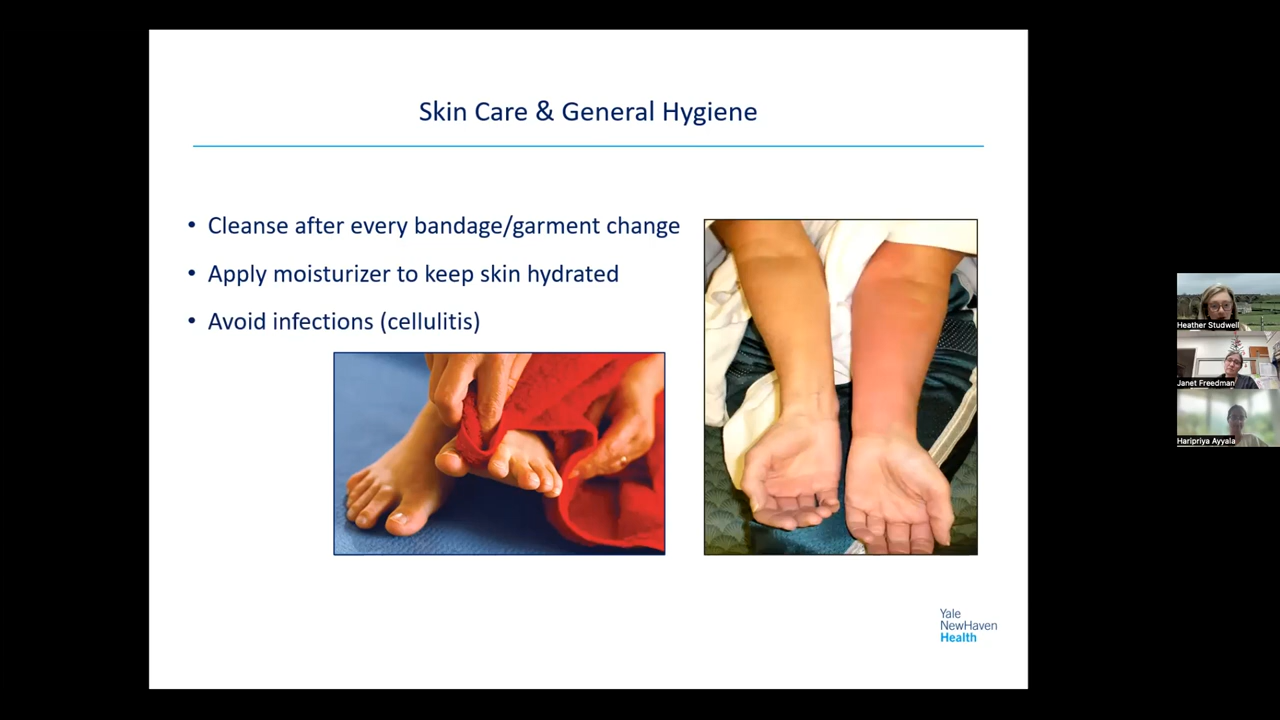 Skin Care & General Hygiene
• Cleanse after every bandage/garment change
• Apply moisturizer to keep skin hydrated
• Avoid infections (cellulitis)
Yale
NewHaven
Health
Heather Studwell
Janet Freedman
Haripriya Ayyala